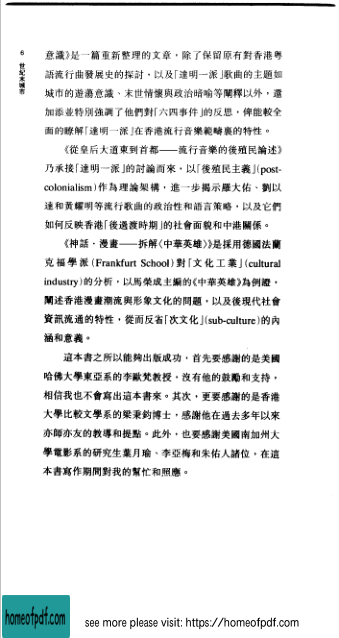 6
世紀末城市
意識》是一篇重新整理的文章，除了保留原有對香港粵
語流行曲發展史的探討，以及「達明一派」歌曲的主題如
城市的遊蕩意識、末世情懷與政治暗喻等闡釋以外，還
加添並特別強調了他們對「六四事件」的反思，俾能較全
面的瞭解「達明一派」在香港流行音樂範疇裏的特性。
《從皇后大道東到首都——流行音樂的後殖民論述》
乃承接「達明一派」的討論而來，以「後殖民主義」(post-
colonialism)作為理論架構，進一步揭示羅大佑、劉以
達和黃耀明等流行歌曲的政治性和語言策略，以及它們
如何反映香港「後過渡時期」的社會面貌和中港關係。
《神話・漫畫——拆解〈中華英雄〉》是採用德國法蘭
克福學派(Frankfurt School)對「文化工業」(cultural
industry)的分析，以馬榮成主編的《中華英雄》為例證，
闡述香港漫畫潮流與形象文化的問題，以及後現代社會
資訊流通的特性，從而反省「次文化」(sub-culture)的內
涵和意義。
這本書之所以能夠出版成功，首先要感謝的是美國
哈佛大學東亞系的李歐梵教授，沒有他的鼓勵和支持，
相信我也不會寫出這本書來。其次，更要感謝的是香港
大學比較文學系的梁秉鈞博士，感謝他在過去多年以來
亦師亦友的教導和提點。此外，也要感謝美國南加州大
學電影系的研究生葉月瑜、李亞梅和朱佑人諸位，在這
本書寫作期間對我的幫忙和照應。
homeofpdf.com
see more please visit: https://homeofpdf.com